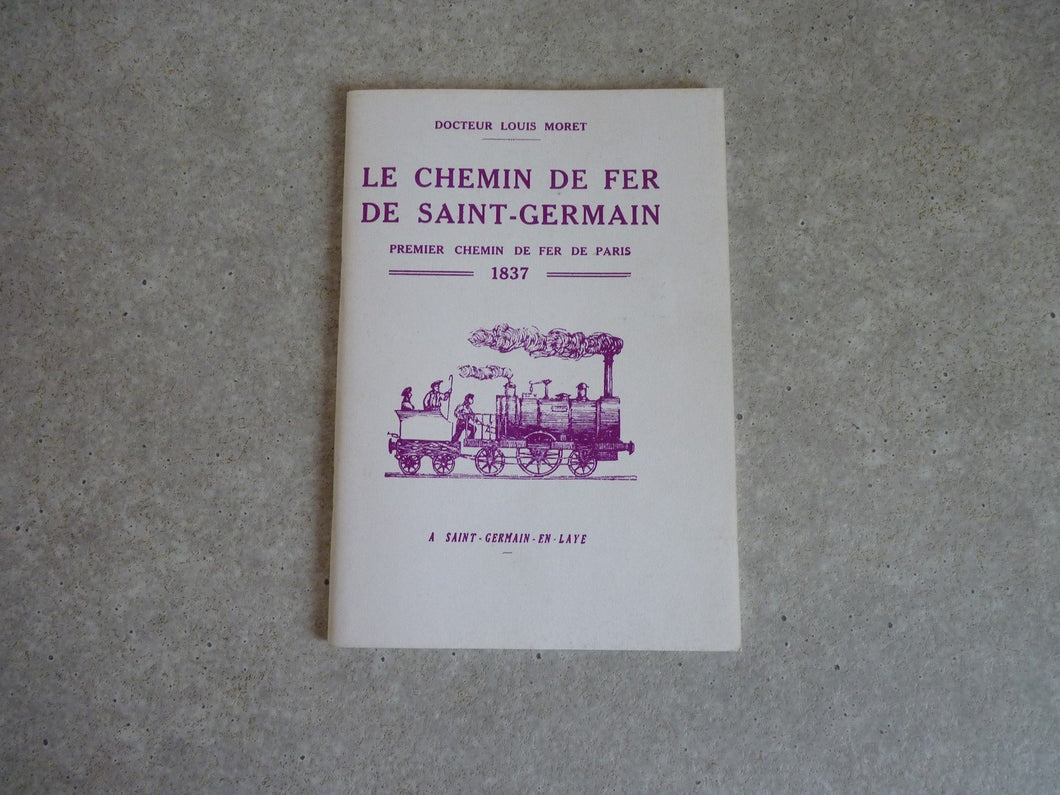 DOCTEUR LOUIS MORET
LE CHEMIN DE FER
DE SAINT-GERMAIN
PREMIER CHEMIN DE FER DE PARIS
1837
A SAINT-GERMAIN-EN-LAYE